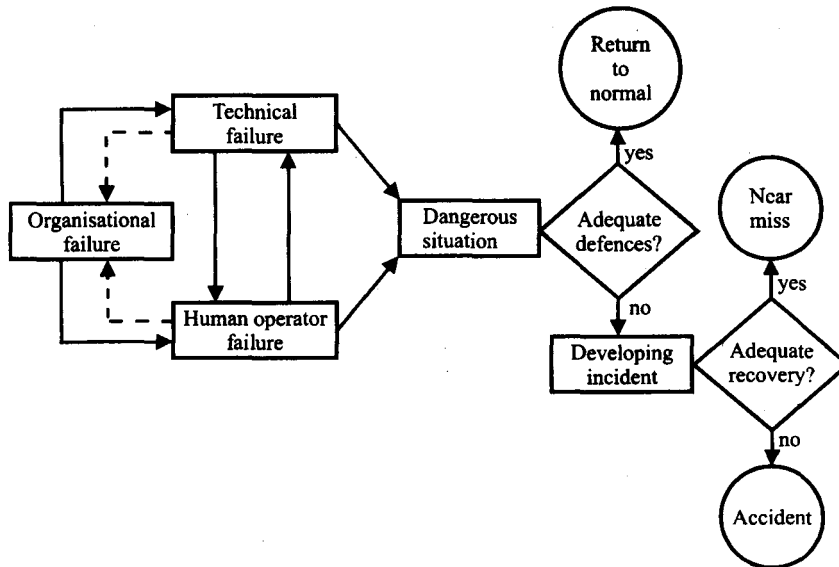 Return
to
normal
Technical
failure
yes
Near
miss
Organisational
failure
Dangerous
situation
Adequate
defences?
yes
no
Human operator
failure
Developing
incident
Adequate
recovery?
no
Accident